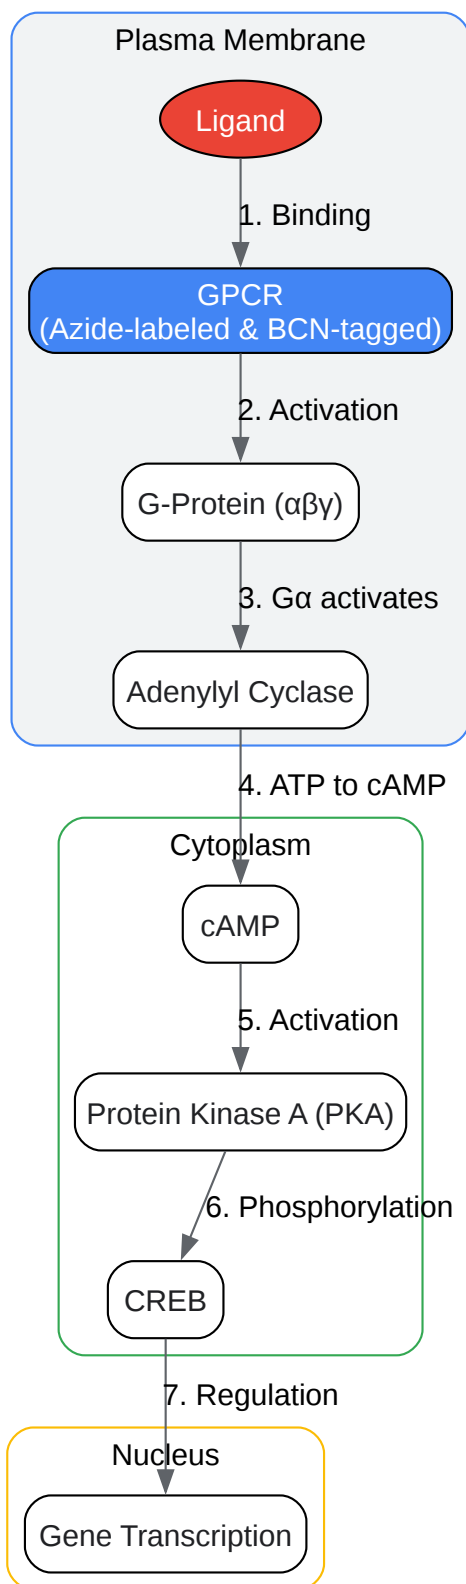 Plasma Membrane
Ligand
1. Binding
GPCR
(Azide-labeled & BCN-tagged)
2. Activation
G-Protein (αβγ)
3. Gα activates
Adenylyl Cyclase
4. ATP to cAMP
Cytoplasm
cAMP
5. Activation
Protein Kinase A (PKA)
6. Phosphorylation
CREB
7. Regulation
Nucleus
Gene Transcription